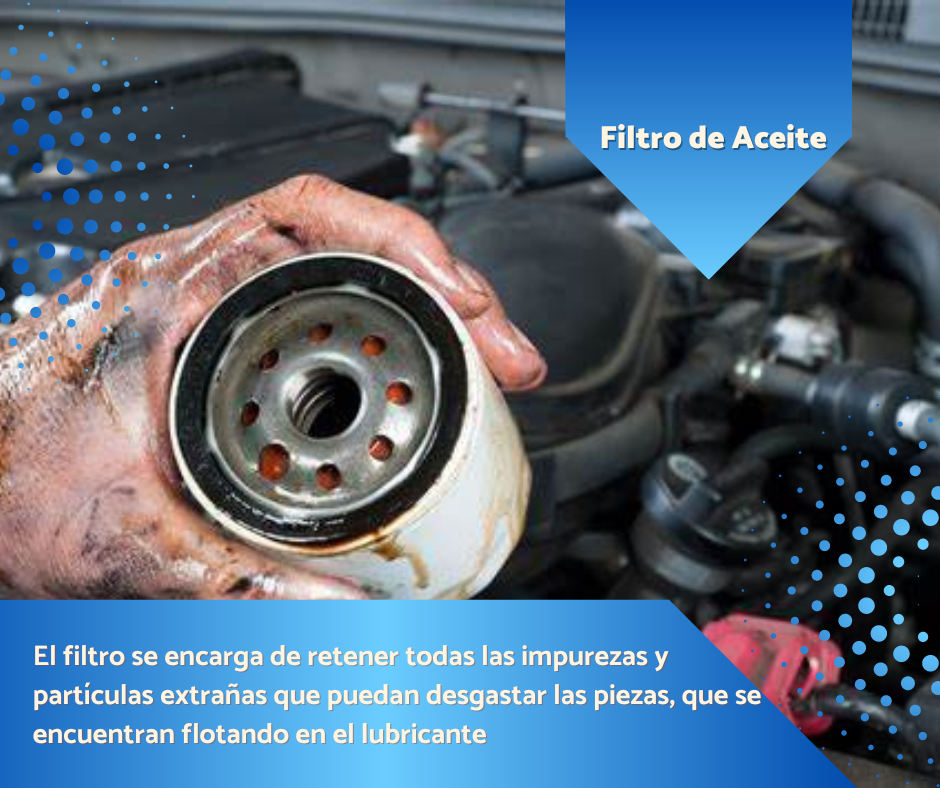 Filtro de Aceite
El filtro se encarga de retener todas las impurezas y
partículas extrañas que puedan desgastar las piezas, que se
encuentran flotando en el lubricante